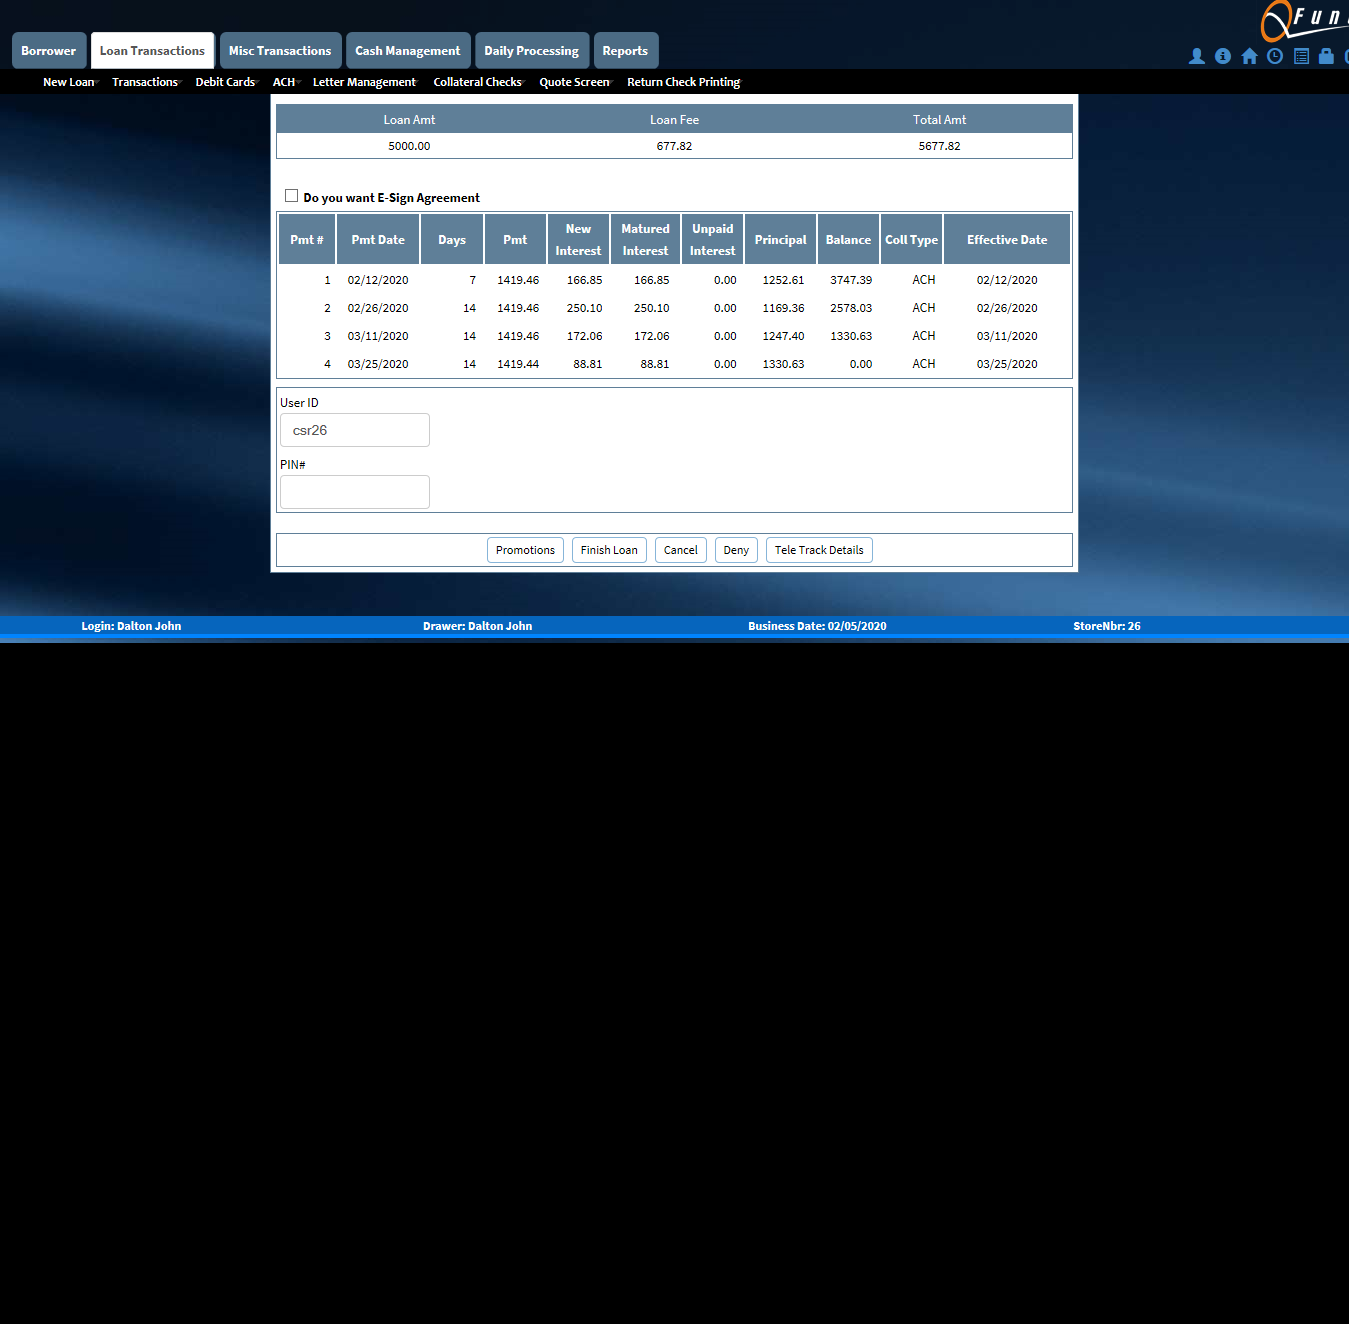 Fun
Borrower Loan Transactions Misc Transactions Cash Management Daily Processing Reports
New Loan Transactions Debit Cards ACH Letter Management Collateral Checks Quote Screen Return Check Printing
Loan Amt Loan Fee Total Amt
5000.00 677.82 5677.82
Do you want E-Sign Agreement
Pmt # Pmt Date Days Pmt New Interest Matured Interest Unpaid Interest Principal Balance Coll Type Effective Date
1 02/12/2020 7 1419.46 166.85 166.85 0.00 1252.61 3747.39 ACH 02/12/2020
2 02/26/2020 14 1419.46 250.10 250.10 0.00 1169.36 2578.03 ACH 02/26/2020
3 03/11/2020 14 1419.46 172.06 172.06 0.00 1247.40 1330.63 ACH 03/11/2020
4 03/25/2020 14 1419.44 88.81 88.81 0.00 1330.63 0.00 ACH 03/25/2020
User ID
csr26
PIN#
Promotions Finish Loan Cancel Deny Tele Track Details
Login: Dalton John Drawer: Dalton John Business Date: 02/05/2020 StoreNbr: 26